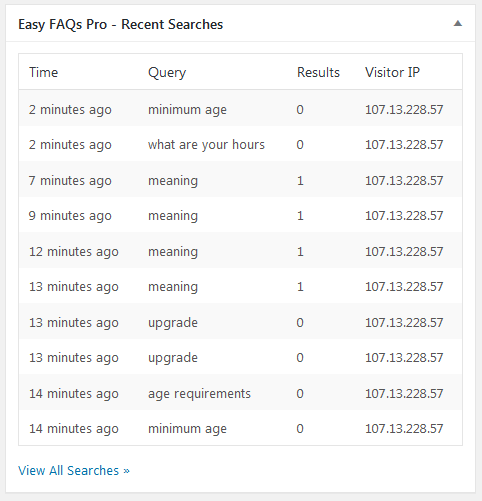 Easy FAQs Pro - Recent Searches
Time Query Results Visitor IP
2 minutes ago minimum age 0 107.13.228.57
2 minutes ago what are your hours 0 107.13.228.57
7 minutes ago meaning 1 107.13.228.57
9 minutes ago meaning 1 107.13.228.57
12 minutes ago meaning 1 107.13.228.57
13 minutes ago meaning 1 107.13.228.57
13 minutes ago upgrade 0 107.13.228.57
13 minutes ago upgrade 0 107.13.228.57
14 minutes ago age requirements 0 107.13.228.57
14 minutes ago minimum age 0 107.13.228.57
View All Searches »